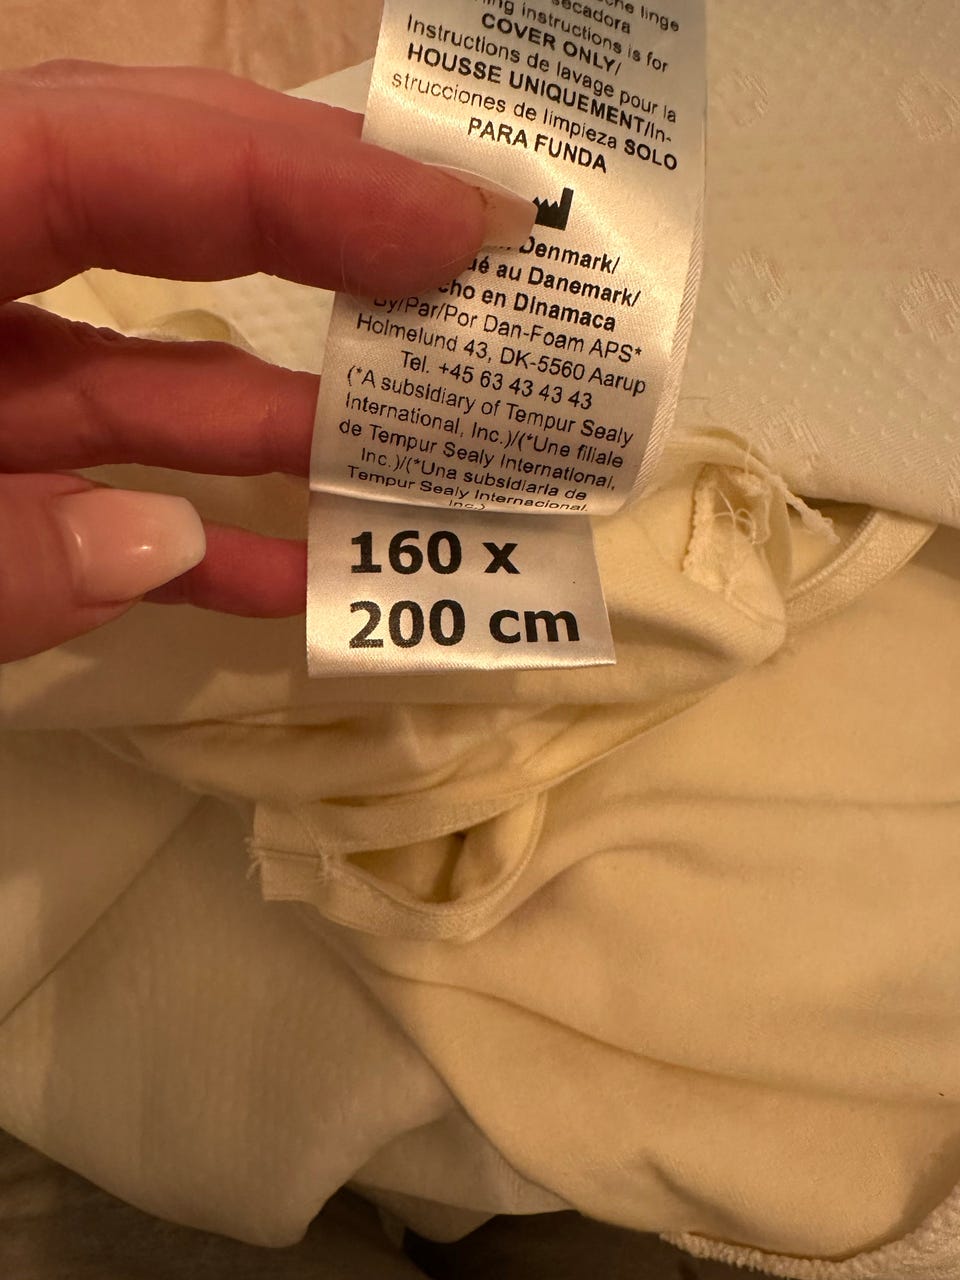 che linge
secadora
ing instructions is for
COVER ONLY/
Instructions de lavage pour la
HOUSSE UNIQUEMENT/In-
strucciones de limpieza SOLO
PARA FUNDA
Denmark/
ué au Danemark/
cho en Dinamaca
By/Par/Por Dan-Foam APS*
Holmelund 43, DK-5560 Aarup
Tel. +45 63 43 43 43
(*A subsidiary of Tempur Sealy
International, Inc.)/(*Une filiale
de Tempur Sealy International,
Inc.)/(*Una subsidiaria de
Tempur Sealy Internacional,
Inc.)
160 x
200 cm